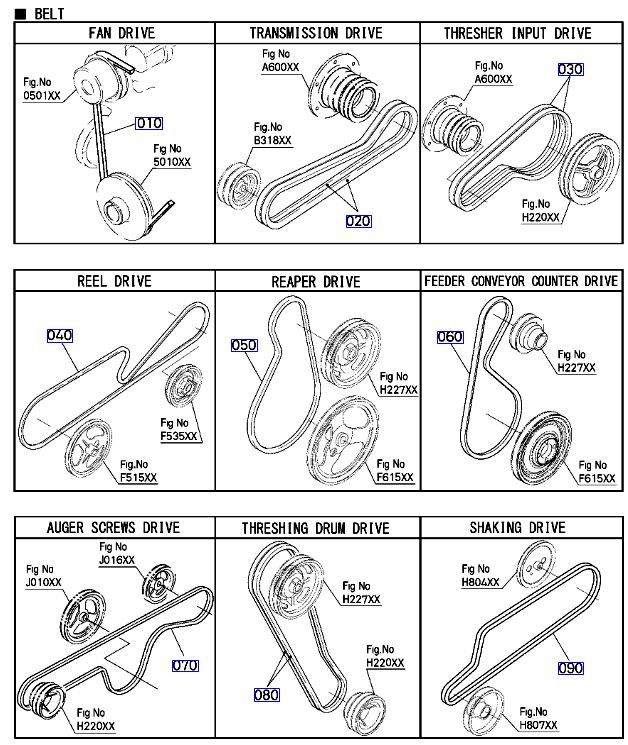 ■ BELT
FAN DRIVE
Fig.No
0501XX
010
Fig No
5010XX
TRANSMISSION DRIVE
Fig No
A600XX
Fig No
B318XX
020
THRESHER INPUT DRIVE
Fig.No
A600XX
030
Fig.No
H220XX
REEL DRIVE
040
Fig No
F535XX
Fig.No
F515XX
REAPER DRIVE
050
Fig No
H227XX
Fig.No
F615XX
FEEDER CONVEYOR COUNTER DRIVE
060
Fig No
H227XX
Fig No
F615XX
AUGER SCREWS DRIVE
Fig No
J016XX
Fig No
J010XX
070
Fig No
H220XX
THRESHING DRUM DRIVE
Fig No
H227XX
Fig.No
H220XX
080
SHAKING DRIVE
Fig No
H804XX
090
Fig.No
H807XX